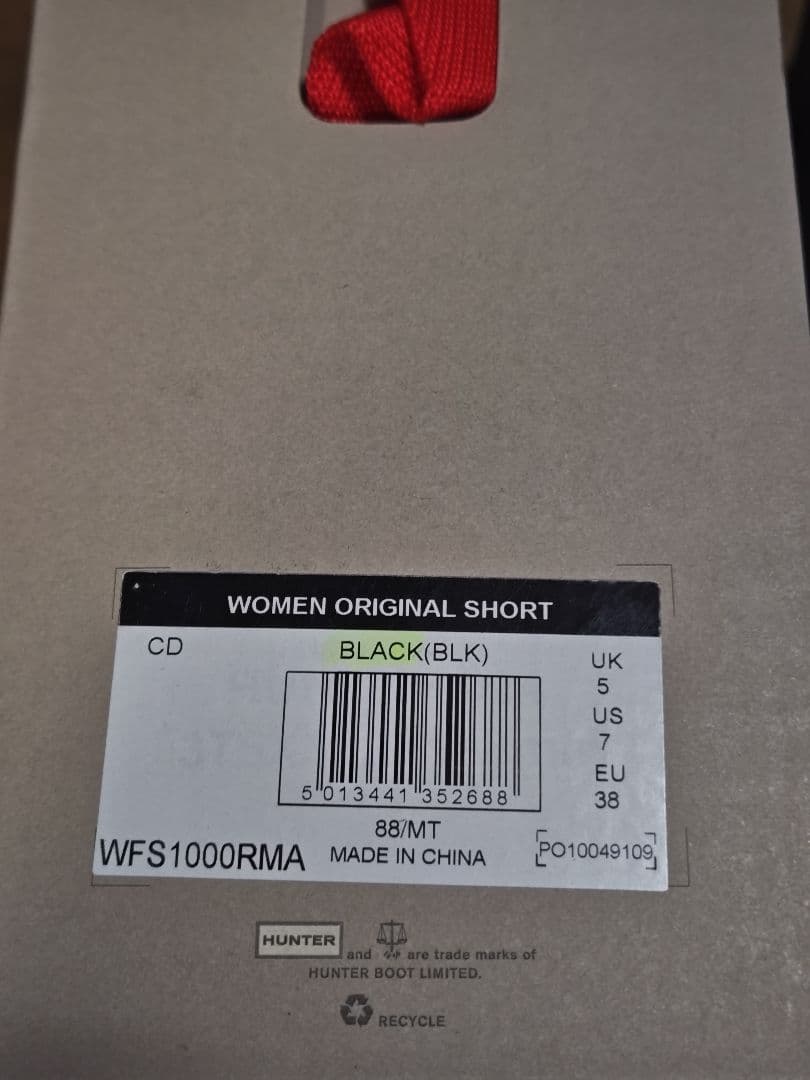 WOMEN ORIGINAL SHORT
CD
BLACK(BLK)
UK
5
US
7
EU
38
5 013441 352688
88/MT
WFS1000RMA
MADE IN CHINA
PO10049109
HUNTER and are trade marks of
HUNTER BOOT LIMITED.
RECYCLE